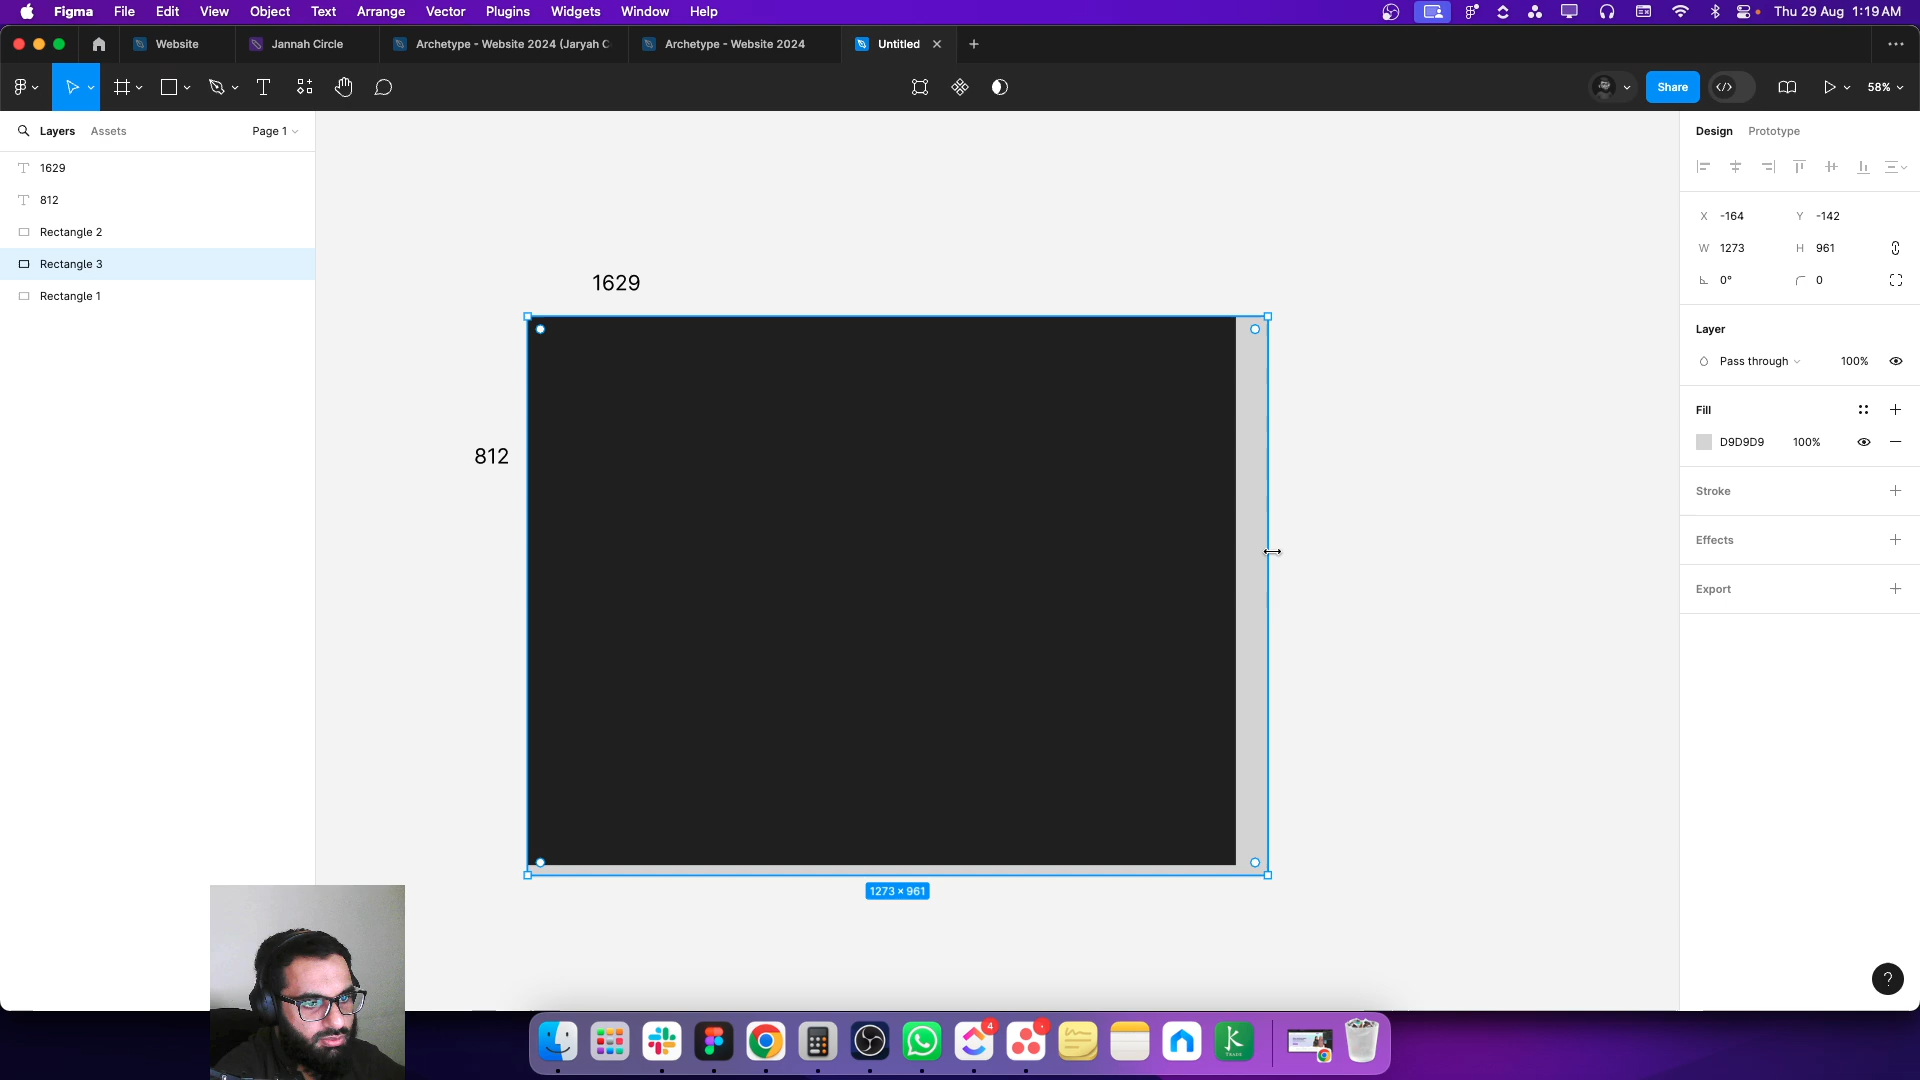 Figma File Edit View Object Text Arrange Vector Plugins Widgets Window Help Thu 29 Aug 1:19 AM
Website Jannah Circle Archetype - Website 2024 (Jaryah C Archetype - Website 2024 Untitled
Share 58%
Layers Assets Page 1
Design Prototype
1629
812
Rectangle 2
Rectangle 3
Rectangle 1
1629
812
1273 × 961
X -164 Y -142
W 1273 H 961
0° 0
Layer
Pass through 100%
Fill
D9D9D9 100%
Stroke
Effects
Export
?
4